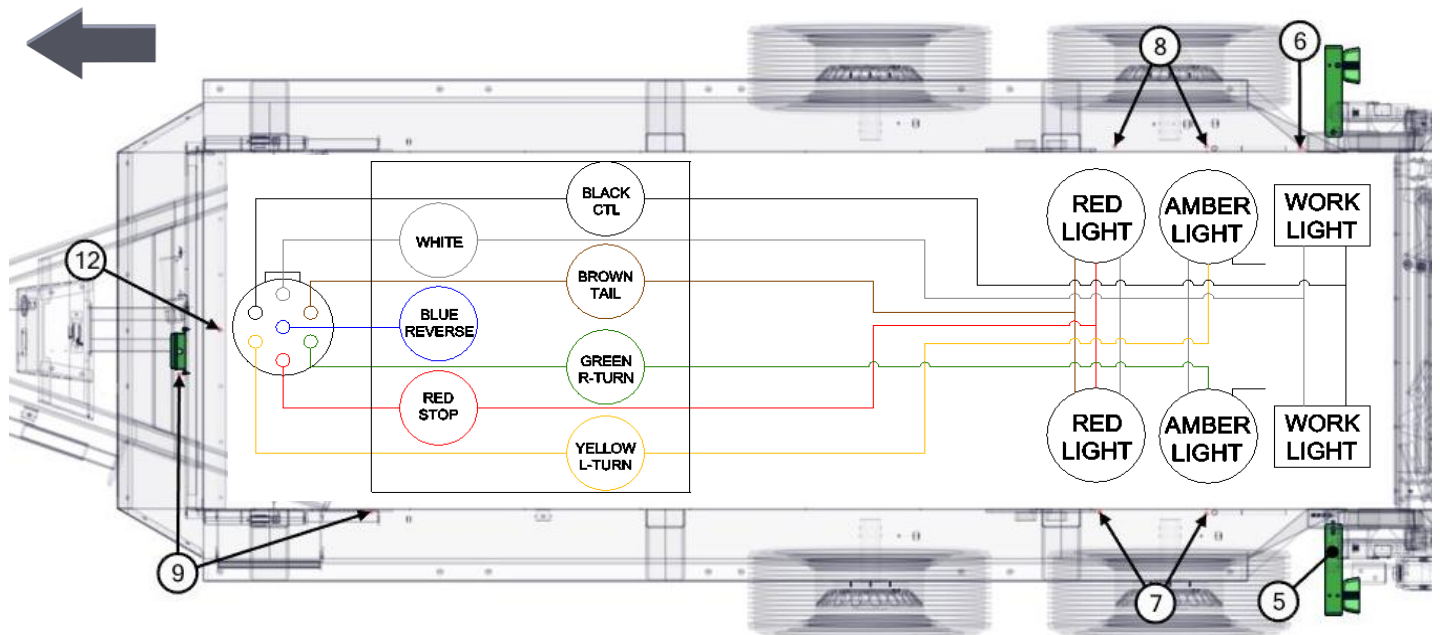 8
6
12
BLACK
CTL
WHITE
BROWN
TAIL
BLUE
REVERSE
GREEN
R-TURN
RED
STOP
YELLOW
L-TURN
RED
LIGHT
AMBER
LIGHT
WORK
LIGHT
RED
LIGHT
AMBER
LIGHT
WORK
LIGHT
9
7
5